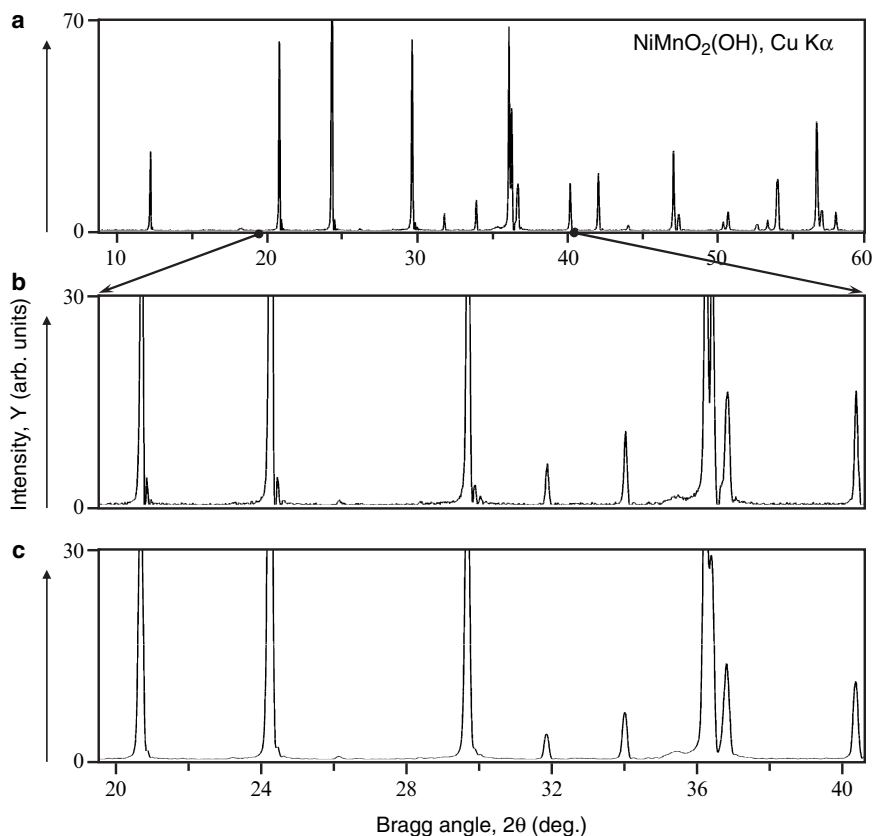 a
70
NiMnO₂(OH), Cu Kα
0
10 20 30 40 50 60
b
30
0
c
30
0
20 24 28 32 36 40
Intensity, Y (arb. units)
Bragg angle, 2θ (deg.)